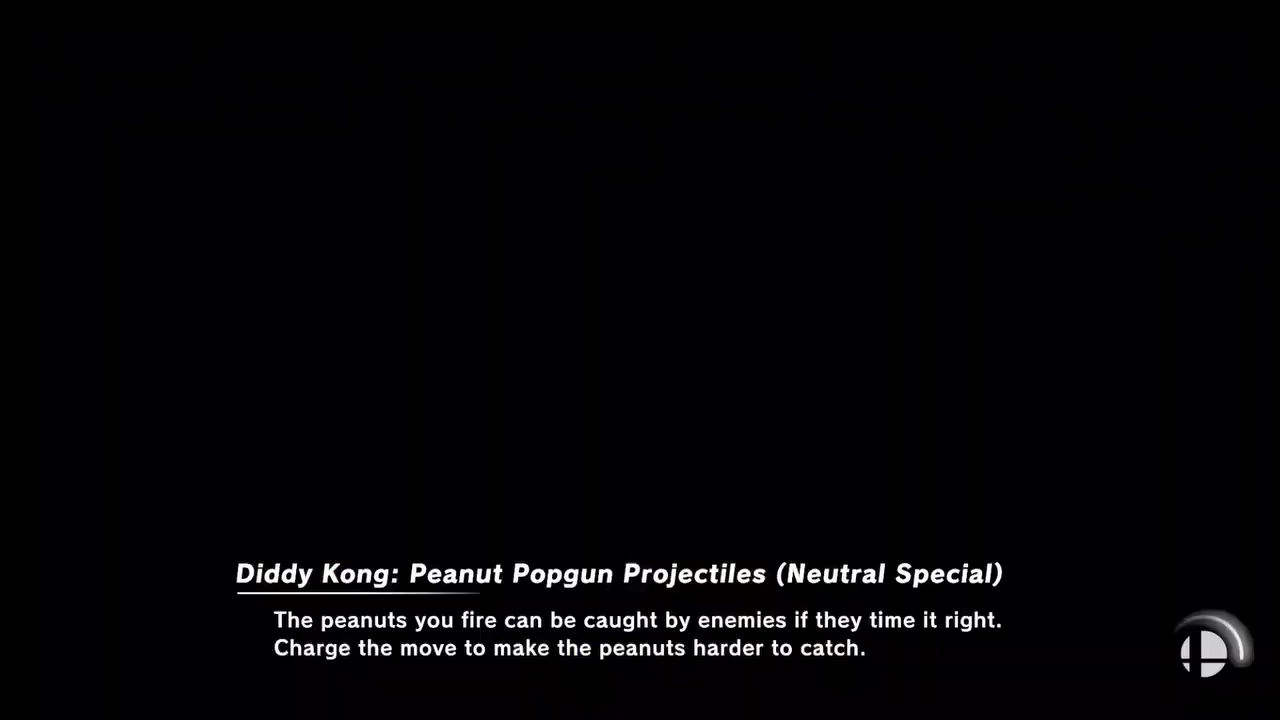 Diddy Kong: Peanut Popgun Projectiles (Neutral Special)
The peanuts you fire can be caught by enemies if they time it right.
Charge the move to make the peanuts harder to catch.